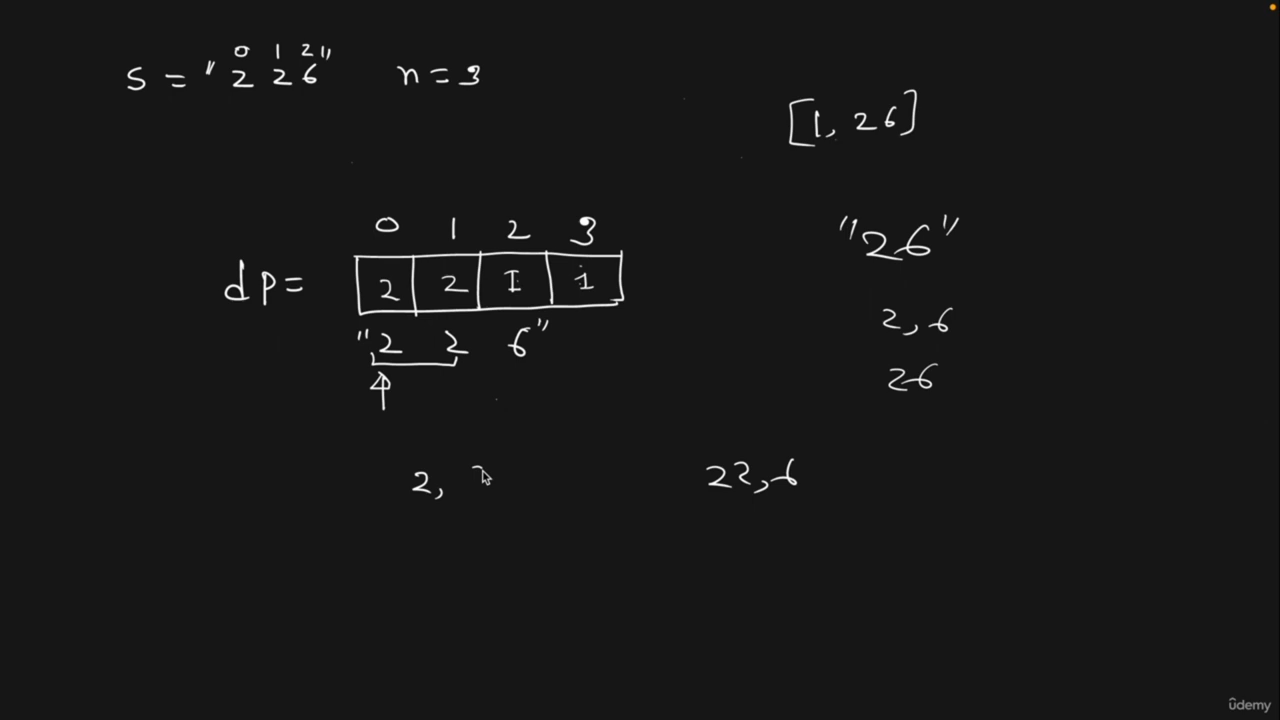 0 1 2
s = "2 2 6" n = 3
[1, 26]
0 1 2 3
dp = 2 2 1 1
"2 2 6"
"26"
2, 6
26
2,
22, 6
ûdemy